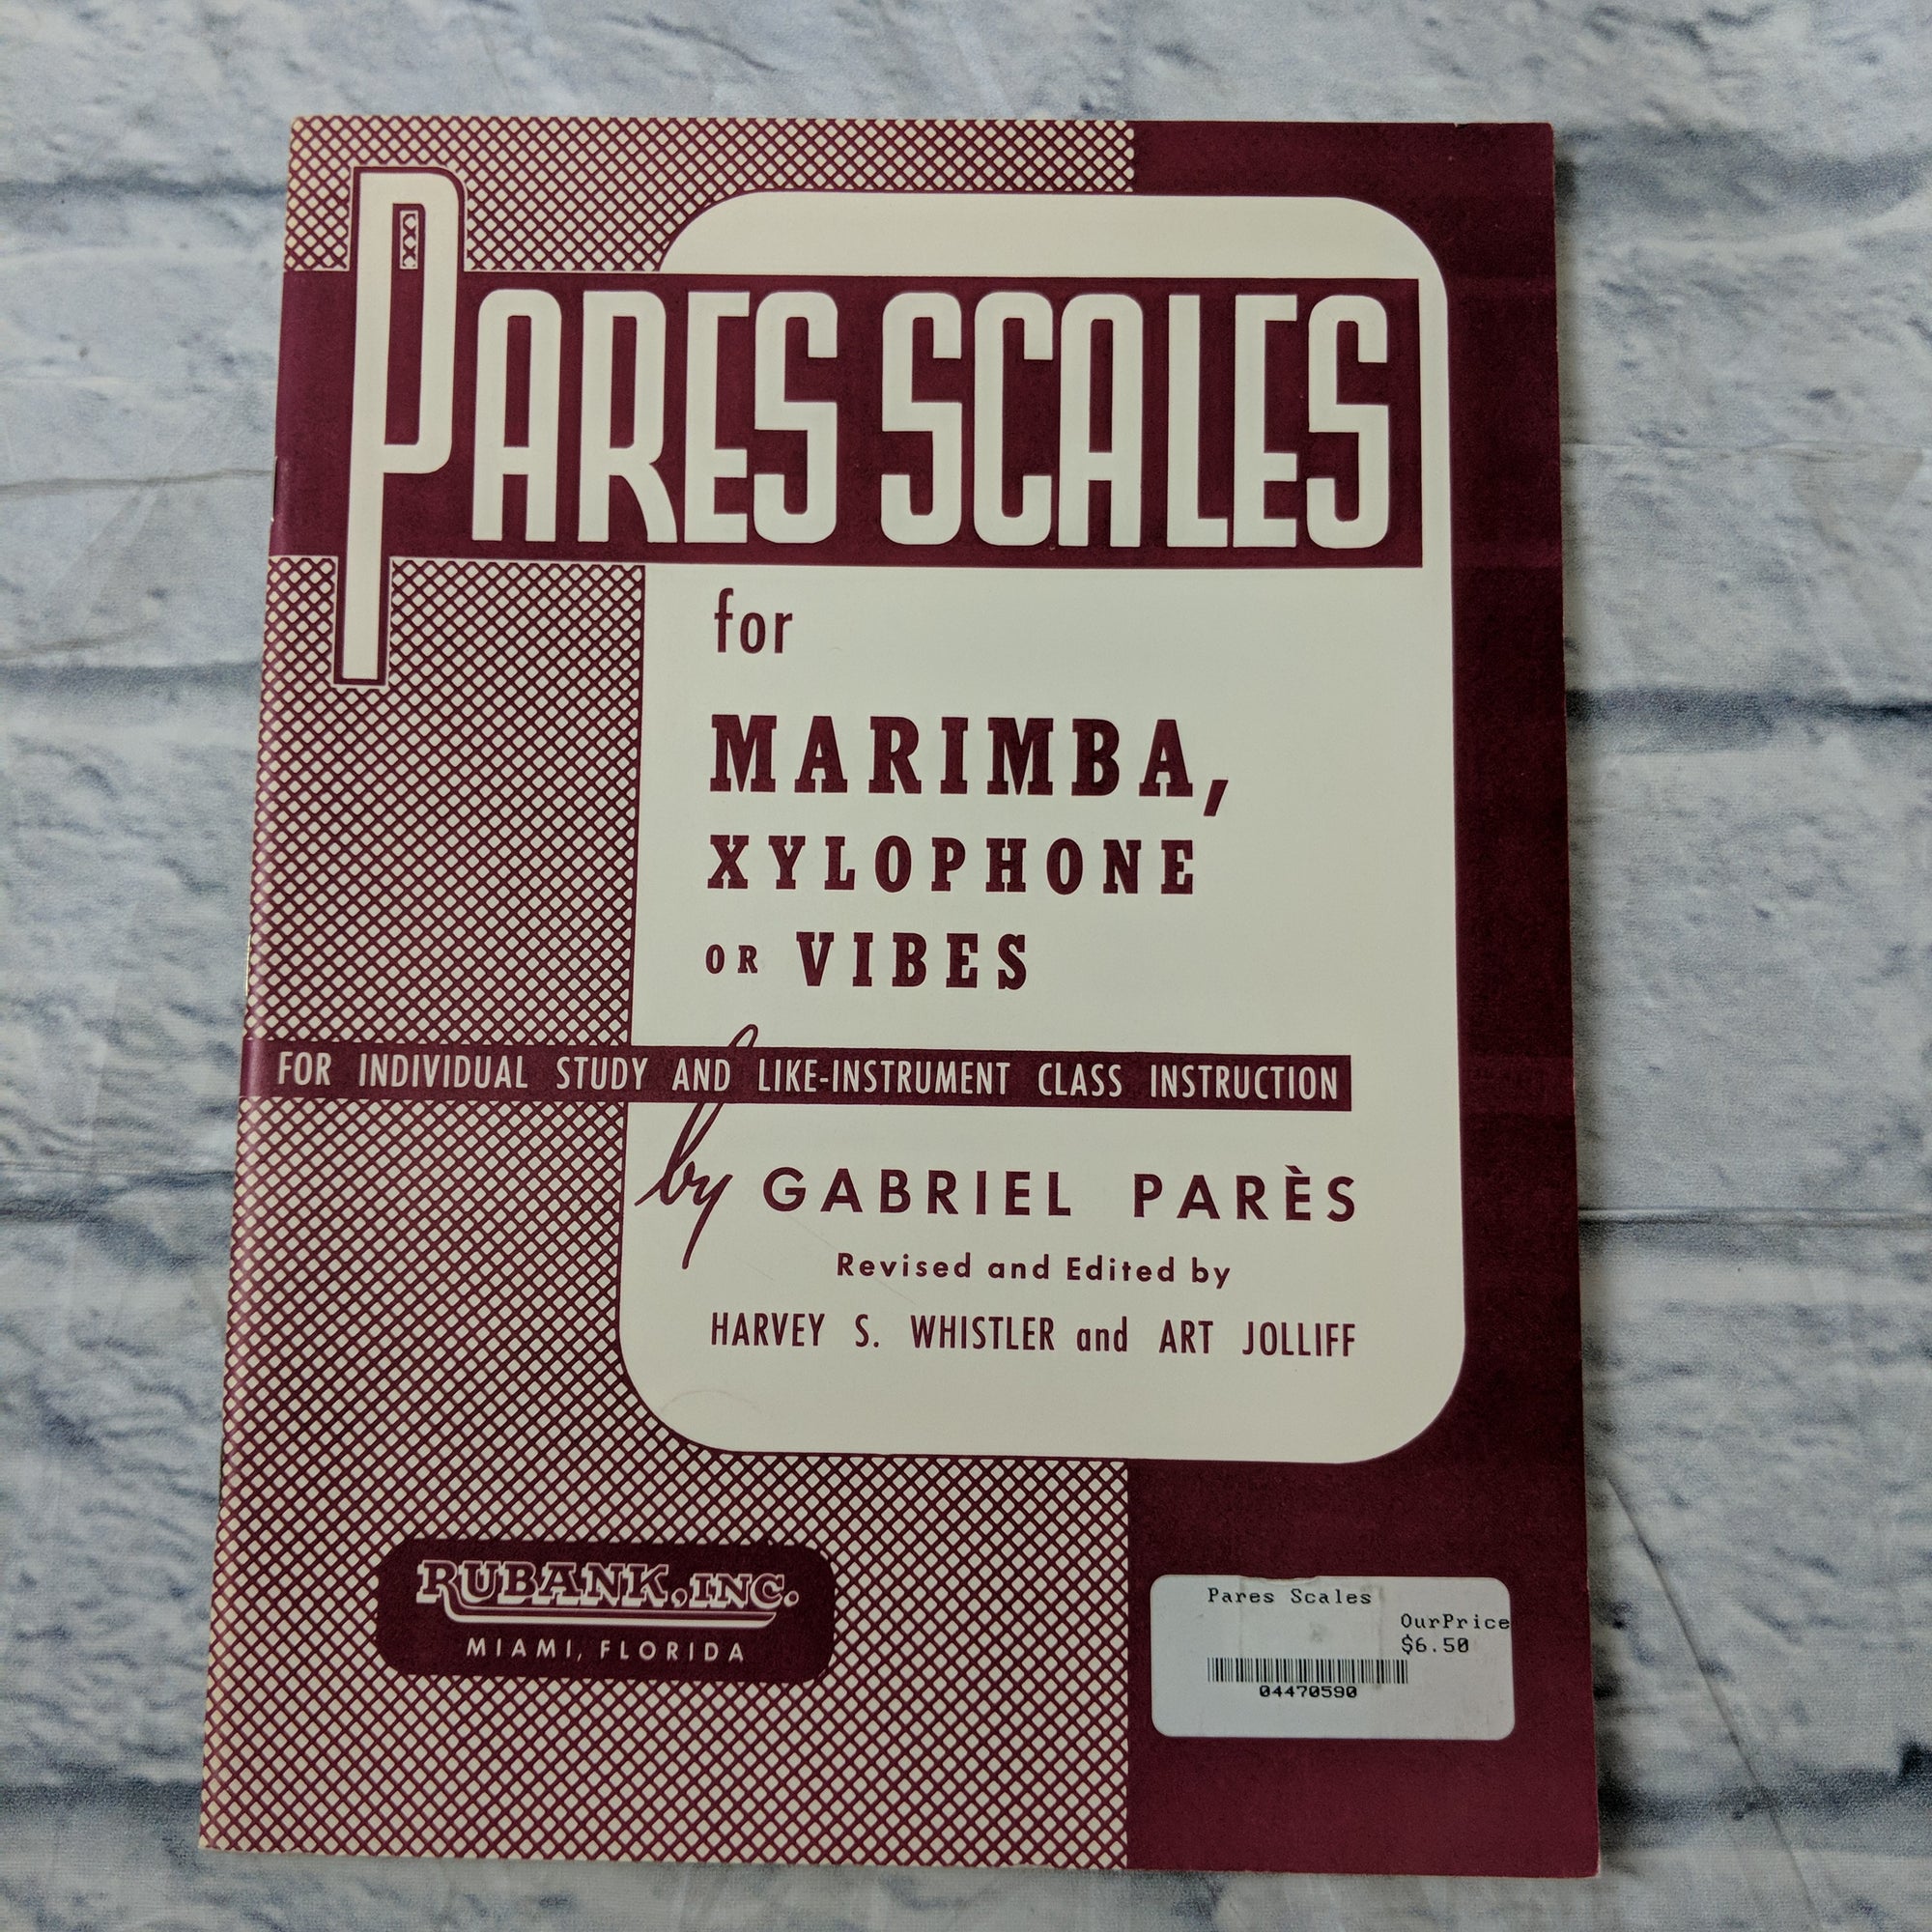 PARES SCALES
for
MARIMBA,
XYLOPHONE
OR VIBES
FOR INDIVIDUAL STUDY AND LIKE-INSTRUMENT CLASS INSTRUCTION
by GABRIEL PARÈS
Revised and Edited by
HARVEY S. WHISTLER and ART JOLLIFF
RUBANK, INC.
MIAMI, FLORIDA
Pares Scales
OurPrice
$6.50
04470590